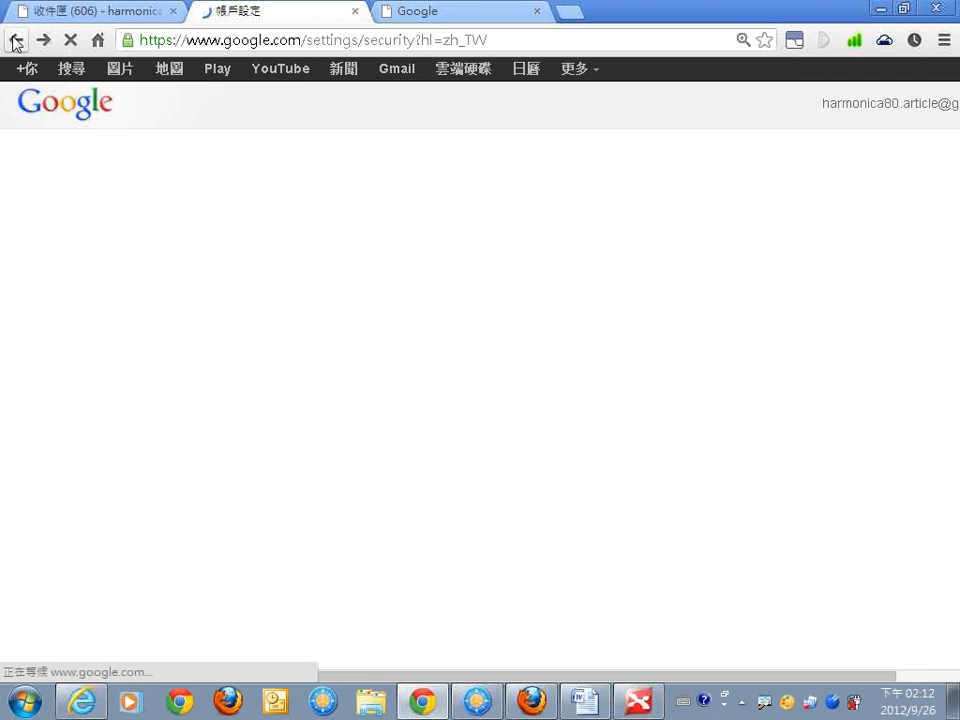 收件匣 (606) - harmonica
帳戶設定
Google
https://www.google.com/settings/security?hl=zh_TW
+你 搜尋 圖片 地圖 Play YouTube 新聞 Gmail 雲端硬碟 日曆 更多
Google
harmonica80.article@g
正在等候 www.google.com...
下午 02:12
2012/9/26